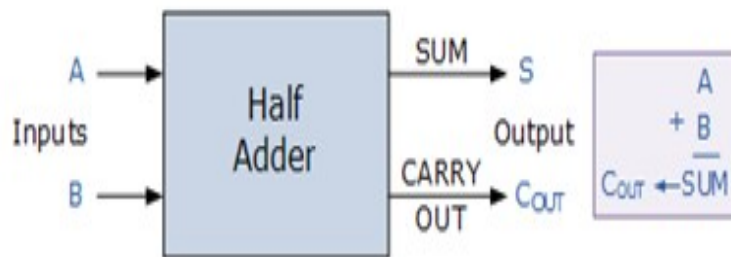 A
Inputs
B
Half
Adder
SUM
S
Output
CARRY
OUT
COUT
A
+ B
COUT ←SUM